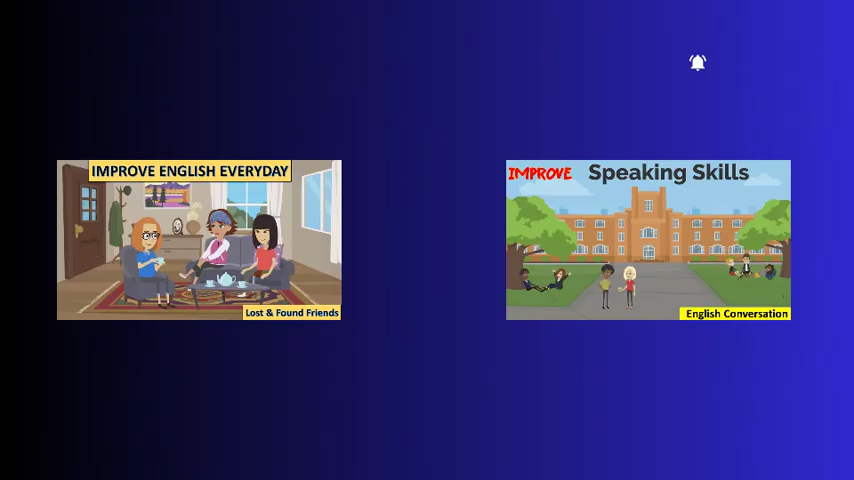 IMPROVE ENGLISH EVERYDAY
Lost & Found Friends
IMPROVE Speaking Skills
English Conversation